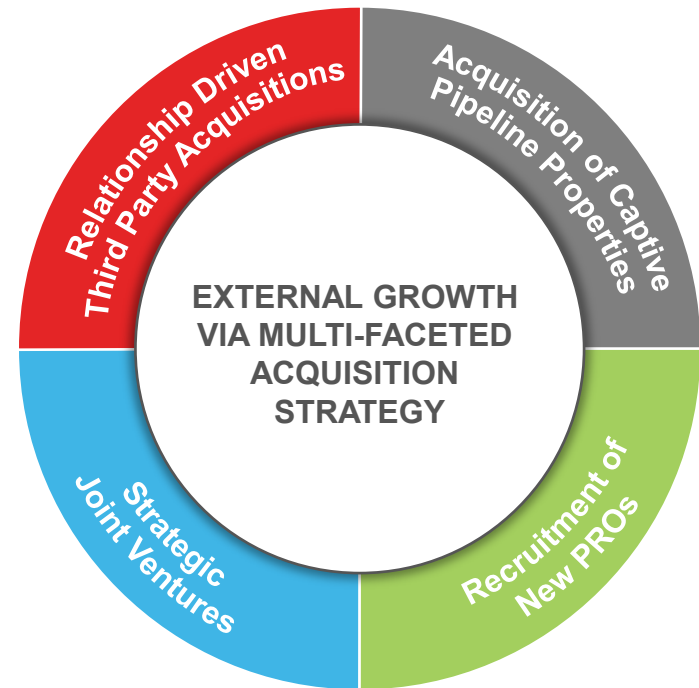 Relationship Driven
Third Party Acquisitions
Acquisition of Captive
Pipeline Properties
EXTERNAL GROWTH
VIA MULTI-FACETED
ACQUISITION
STRATEGY
Strategic
Joint Ventures
Recruitment of
New PROs